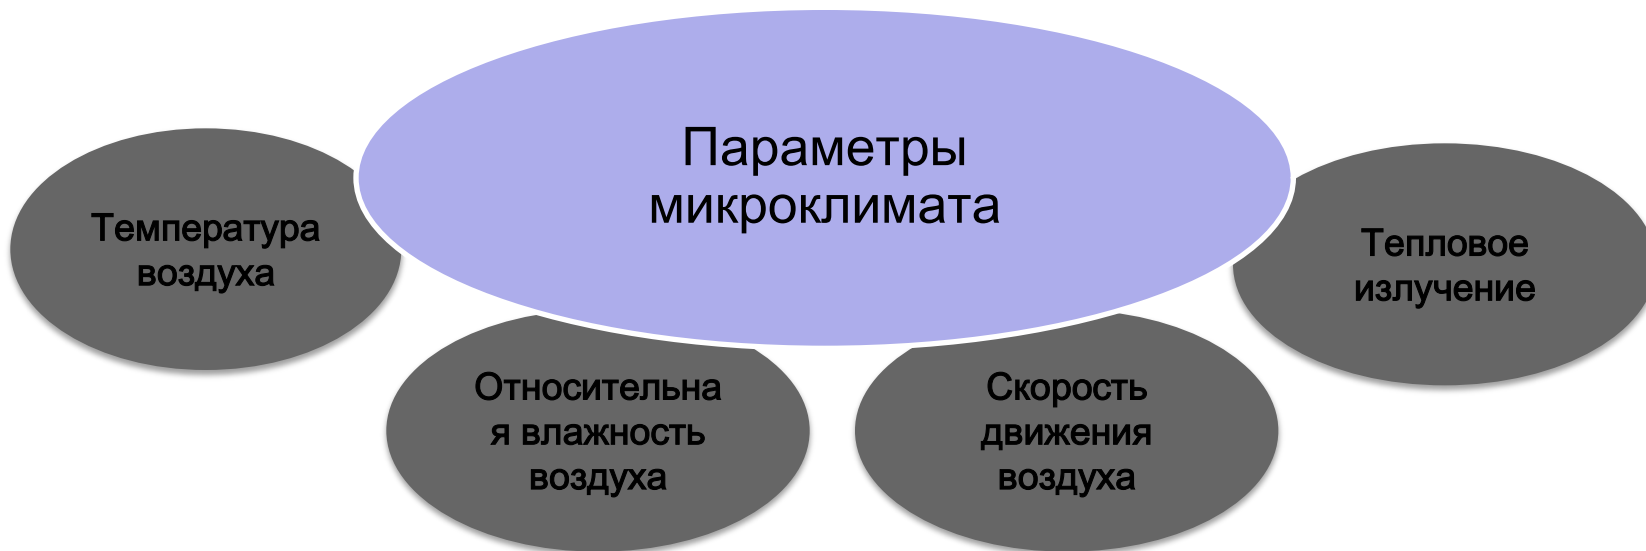 Параметры
микроклимата
Температура
воздуха
Относительна
я влажность
воздуха
Скорость
движения
воздуха
Тепловое
излучение